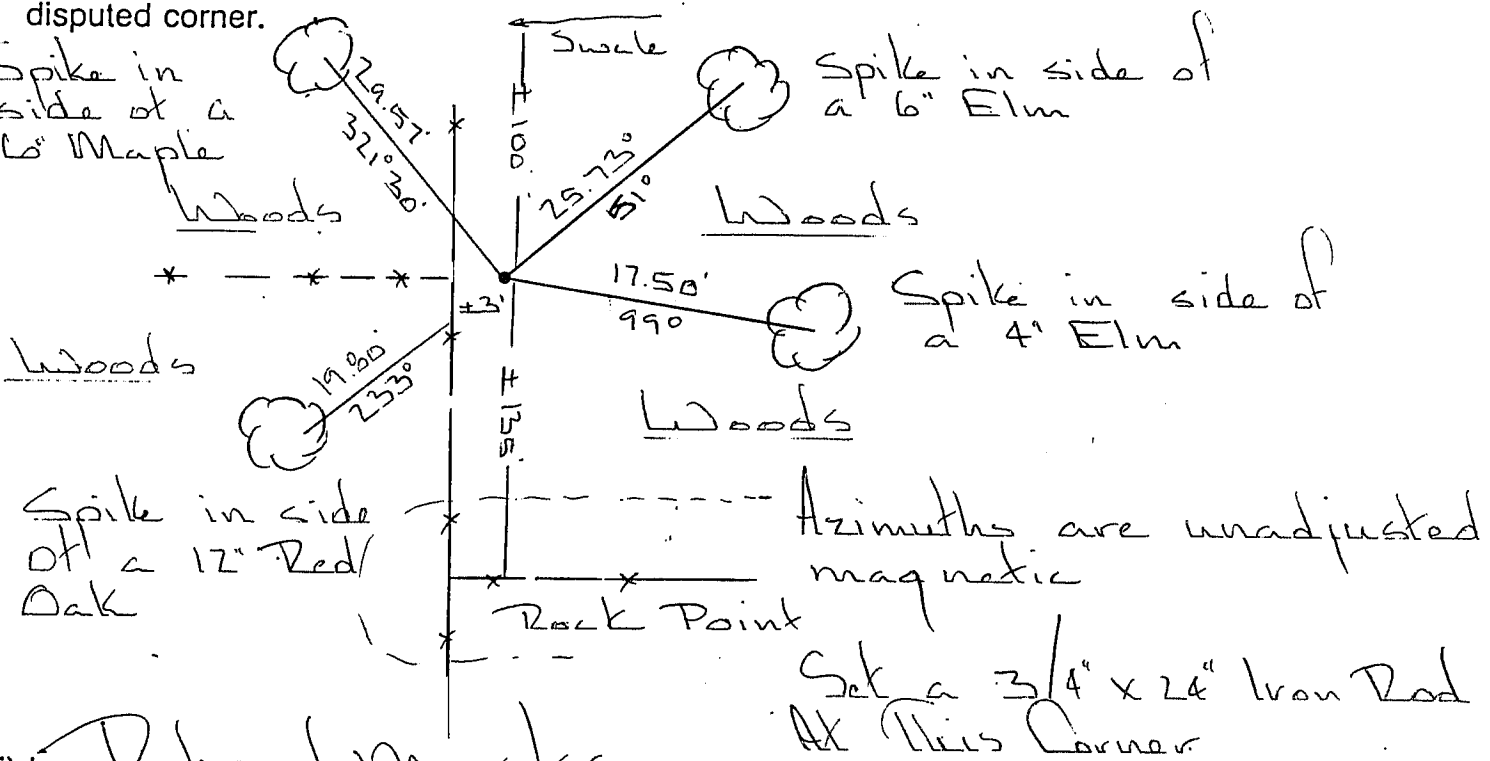 disputed corner.
Spike in
side of a
6" Maple
29.57'
321° 30'
Swale
± 100'
25.73°
51°
Spike in side of
a 6" Elm
Woods
Woods
±3'
17.50'
99°
Spike in side of
a 4" Elm
Woods
19.80
233°
± 135'
Woods
Spike in side
of a 12" Red
Oak
Azimuths are unadjusted
magnetic
Rock Point
Set a 3/4" x 24" Iron Rod
At This Corner